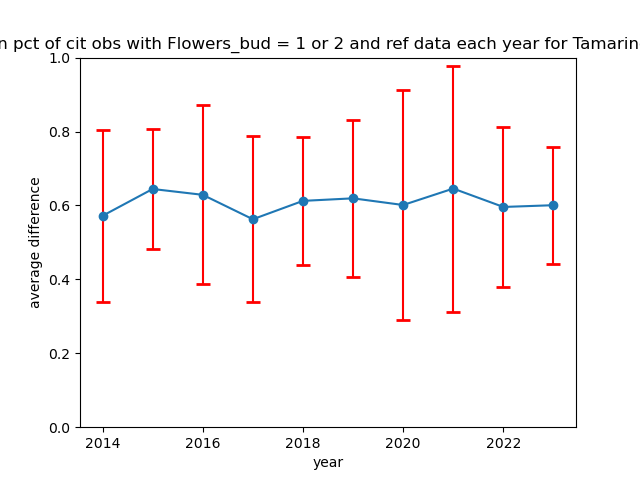 n pct of cit obs with Flowers_bud = 1 or 2 and ref data each year for Tamarin
1.0
0.8
0.6
0.4
0.2
0.0
average difference
2014 2016 2018 2020 2022
year